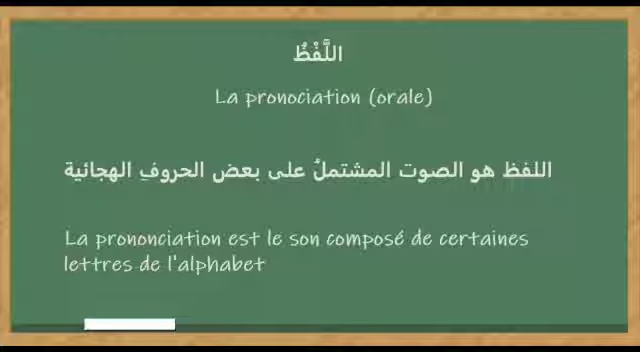 اللَّفْظُ
La pronociation (orale)
اللفظ هو الصوت المشتملُ على بعض الحروفِ الهجائية
La prononciation est le son composé de certaines
lettres de l'alphabet